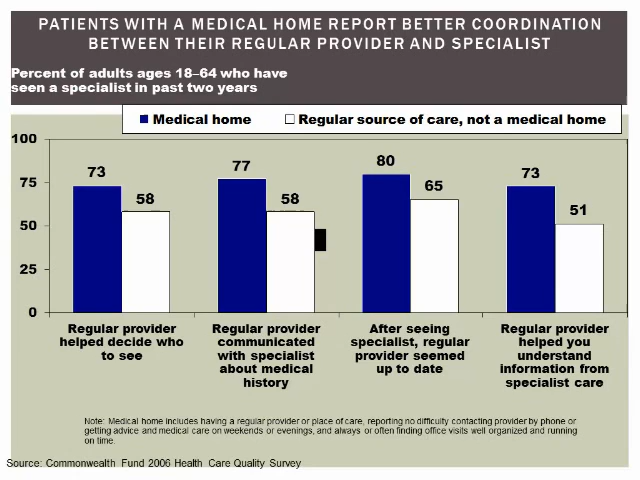 PATIENTS WITH A MEDICAL HOME REPORT BETTER COORDINATION
BETWEEN THEIR REGULAR PROVIDER AND SPECIALIST
Percent of adults ages 18–64 who have
seen a specialist in past two years
Medical home
Regular source of care, not a medical home
100
75
50
25
0
73
58
77
58
80
65
73
51
Regular provider
helped decide who
to see
Regular provider
communicated
with specialist
about medical
history
After seeing
specialist, regular
provider seemed
up to date
Regular provider
helped you
understand
information from
specialist care
Note: Medical home includes having a regular provider or place of care, reporting no difficulty contacting provider by phone or
getting advice and medical care on weekends or evenings, and always or often finding office visits well organized and running
on time.
Source: Commonwealth Fund 2006 Health Care Quality Survey